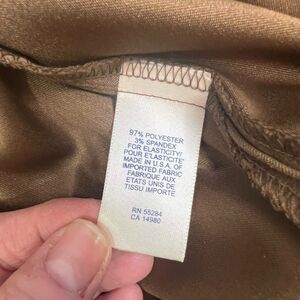 97% POLYESTER
3% SPANDEX
FOR ELASTICITY/
POUR E'LASTICITE'
MADE IN U.S.A. OF
IMPORTED FABRIC
FABRIQUE AUX
ETATS UNIS DE
TISSU IMPORTE
RN 55284
CA 14980